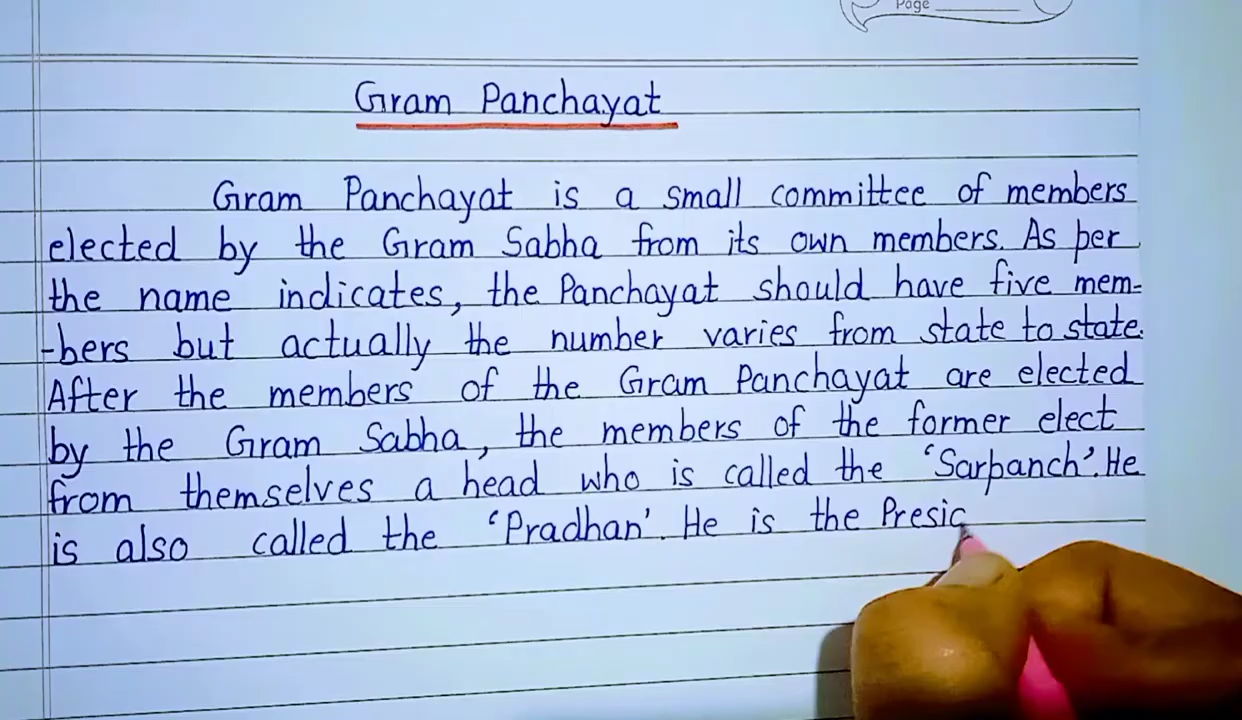 Page
Gram Panchayat
Gram Panchayat is a small committee of members
elected by the Gram Sabha from its own members. As per
the name indicates, the Panchayat should have five mem-
-bers but actually the number varies from state to state.
After the members of the Gram Panchayat are elected
by the Gram Sabha, the members of the former elect
from themselves a head who is called the ‘Sarpanch’. He
is also called the ‘Pradhan’. He is the Presic